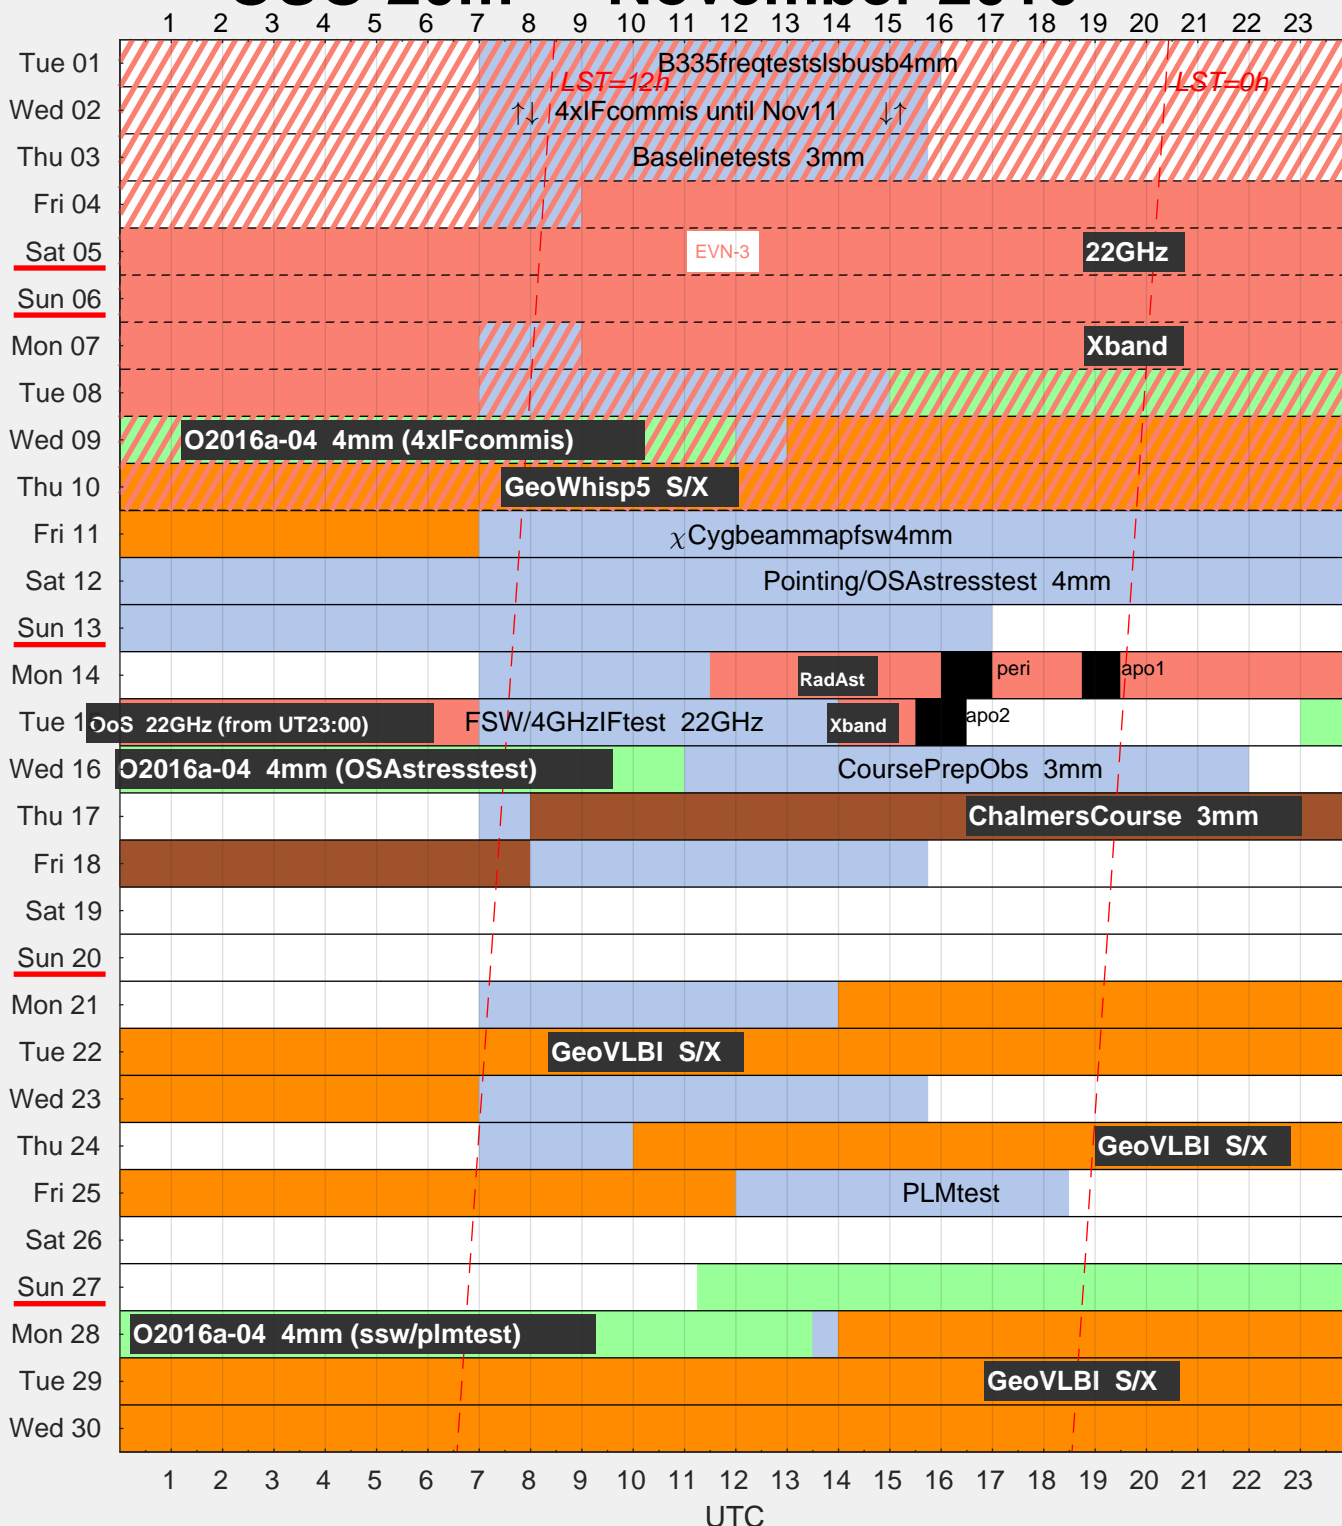 1 2 3 4 5 6 7 8 9 10 11 12 13 14 15 16 17 18 19 20 21 22 23
Tue 01 B335freqtestslsbusb4mm
LST=12h LST=0h
Wed 02 ↑↓ 4xIFcommis until Nov11 ↓↑
Thu 03 Baselinetests 3mm
Fri 04
Sat 05 EVN-3 22GHz
Sun 06
Mon 07 Xband
Tue 08
Wed 09 O2016a-04 4mm (4xIFcommis)
Thu 10 GeoWhisp5 S/X
Fri 11 χCygbeammapfsw4mm
Sat 12 Pointing/OSAstresstest 4mm
Sun 13
Mon 14 RadAst peri apo1
Tue 1 DoS 22GHz (from UT23:00) FSW/4GHzIFtest 22GHz Xband apo2
Wed 16 O2016a-04 4mm (OSAstresstest) CoursePrepObs 3mm
Thu 17 ChalmersCourse 3mm
Fri 18
Sat 19
Sun 20
Mon 21
Tue 22 GeoVLBI S/X
Wed 23
Thu 24 GeoVLBI S/X
Fri 25 PLMtest
Sat 26
Sun 27
Mon 28 O2016a-04 4mm (ssw/plmtest)
Tue 29 GeoVLBI S/X
Wed 30
1 2 3 4 5 6 7 8 9 10 11 12 13 14 15 16 17 18 19 20 21 22 23
UTC